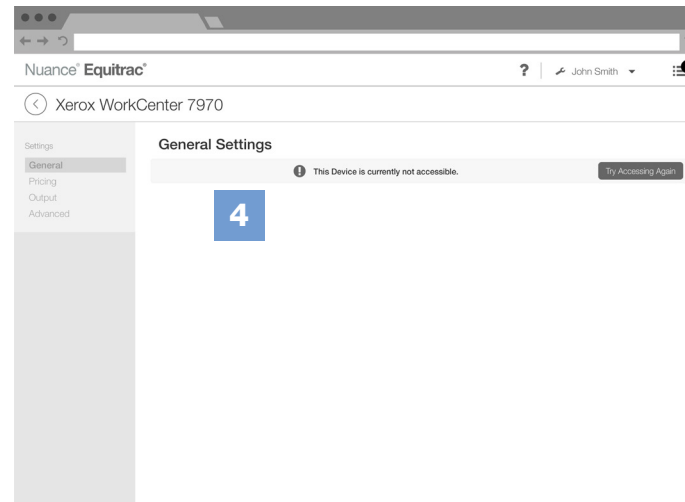 Nuance® Equitrac®
? John Smith
Xerox WorkCenter 7970
Settings
General
Pricing
Output
Advanced
General Settings
This Device is currently not accessible.
Try Accessing Again
4